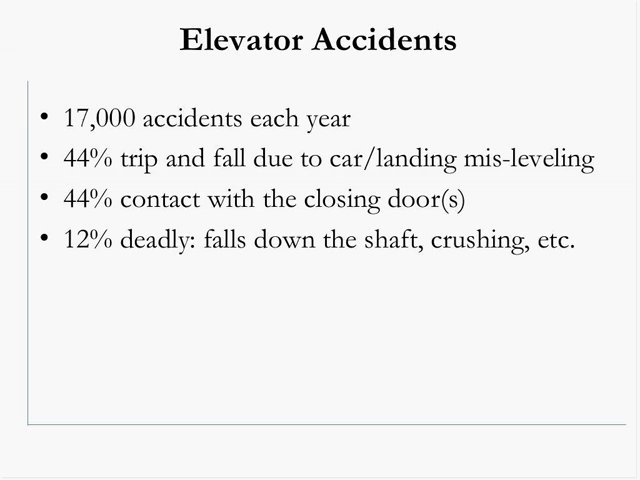 Elevator Accidents
• 17,000 accidents each year
• 44% trip and fall due to car/landing mis-leveling
• 44% contact with the closing door(s)
• 12% deadly: falls down the shaft, crushing, etc.